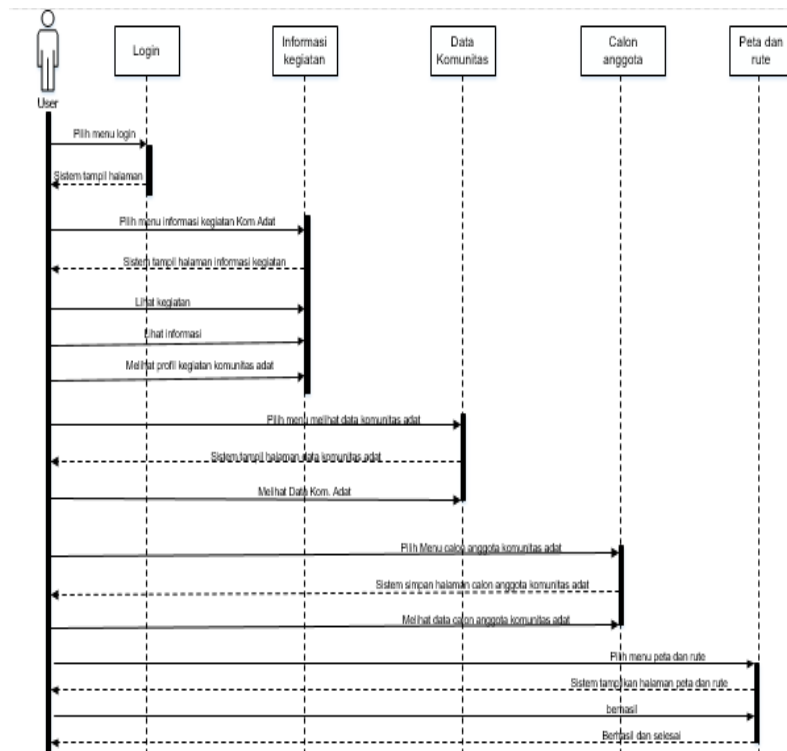 Login
Informasi
kegiatan
Data
Komunitas
Calon
anggota
Peta dan
rute
User
Pilih menu login
Sistem tampil halaman
Pilih menu informasi kegiatan Kom Adat
Sistem tampil halaman informasi kegiatan
Lihat kegiatan
Lihat informasi
Melihat profil kegiatan komunitas adat
Pilih menu melihat data komunitas adat
Sistem tampil halaman data komunitas adat
Melihat Data Kom. Adat
Pilih Menu calon anggota komunitas adat
Sistem simpan halaman calon anggota komunitas adat
Melihat data calon anggota komunitas adat
Pilih menu peta dan rute
Sistem tampilkan halaman peta dan rute
berhasil
Berhasil dan selesai